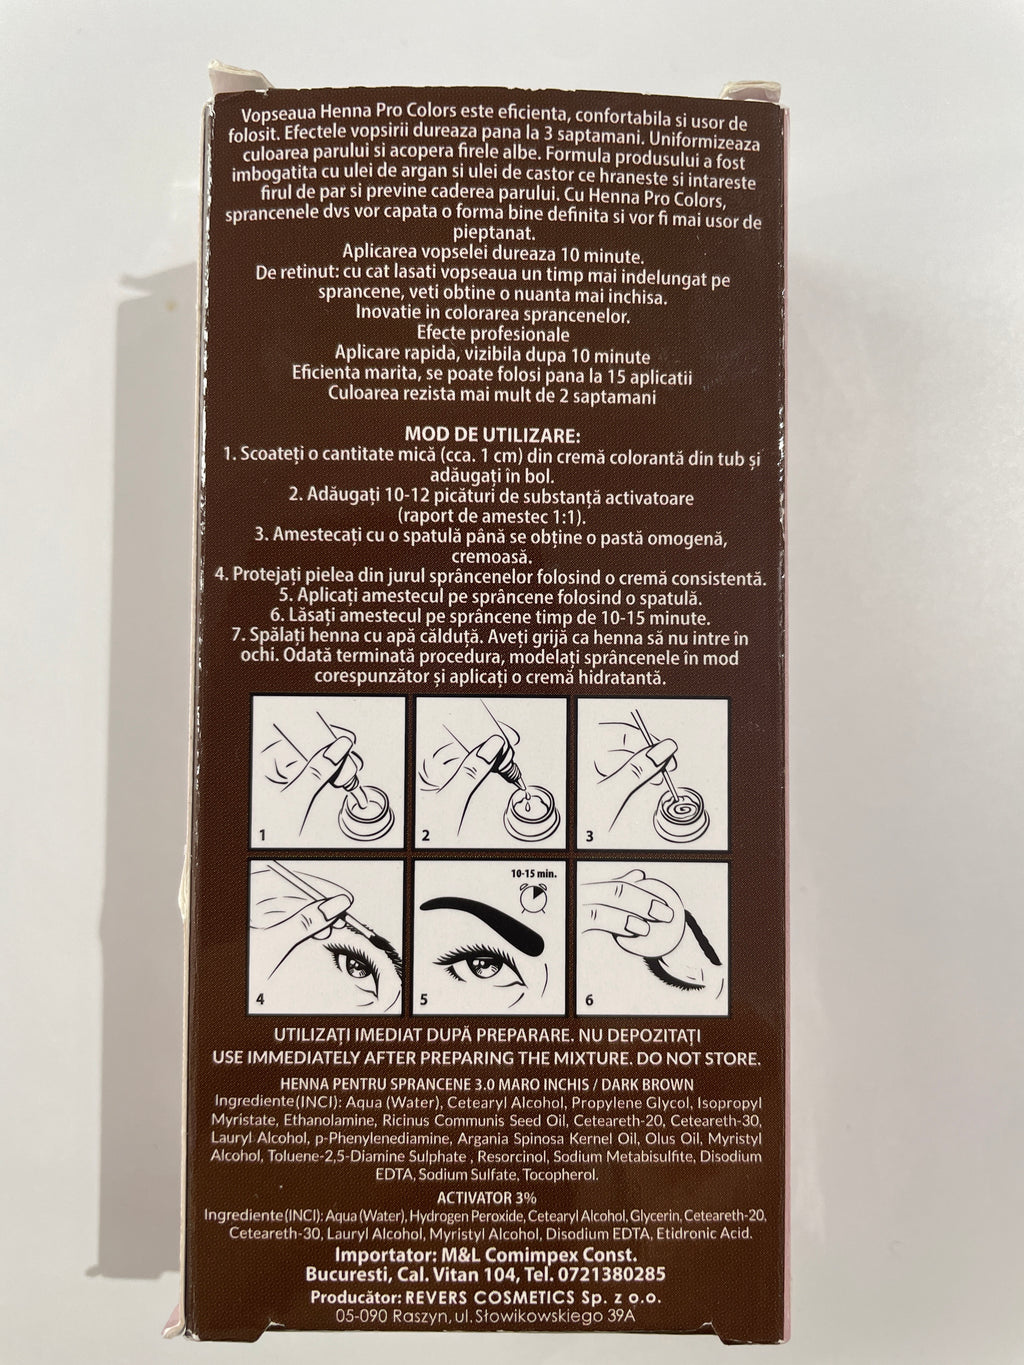 Vopseaua Henna Pro Colors este eficienta, confortabila si usor de
folosit. Efectele vopsirii dureaza pana la 3 saptamani. Uniformizeaza
culoarea parului si acopera firele albe. Formula produsului a fost
imbogatita cu ulei de argan si ulei de castor ce hraneste si intareste
firul de par si previne caderea parului. Cu Henna Pro Colors,
sprancenele dvs vor capata o forma bine definita si vor fi mai usor de
pieptanat.
Aplicarea vopselei dureaza 10 minute.
De retinut: cu cat lasati vopseaua un timp mai indelungat pe
sprancene, veti obtine o nuanta mai inchisa.
Inovatie in colorarea sprancenelor.
Efecte profesionale
Aplicare rapida, vizibila dupa 10 minute
Eficienta marita, se poate folosi pana la 15 aplicatii
Culoarea rezista mai mult de 2 saptamani
MOD DE UTILIZARE:
1. Scoateți o cantitate mică (cca. 1 cm) din cremă colorantă din tub și
adăugați în bol.
2. Adăugați 10-12 picături de substanță activatoare
(raport de amestec 1:1).
3. Amestecați cu o spatulă până se obține o pastă omogenă,
cremoasă.
4. Protejați pielea din jurul sprâncenelor folosind o cremă consistentă.
5. Aplicați amestecul pe sprâncene folosind o spatulă.
6. Lăsați amestecul pe sprâncene timp de 10-15 minute.
7. Spălați henna cu apă călduță. Aveți grijă ca henna să nu intre în
ochi. Odată terminată procedura, modelați sprâncenele în mod
corespunzător și aplicați o cremă hidratantă.
1
2
3
10-15 min.
4
5
6
UTILIZAȚI IMEDIAT DUPĂ PREPARARE. NU DEPOZITAȚI
USE IMMEDIATELY AFTER PREPARING THE MIXTURE. DO NOT STORE.
HENNA PENTRU SPRANCENE 3.0 MARO INCHIS / DARK BROWN
Ingrediente(INCI): Aqua (Water), Cetearyl Alcohol, Propylene Glycol, Isopropyl
Myristate, Ethanolamine, Ricinus Communis Seed Oil, Ceteareth-20, Ceteareth-30,
Lauryl Alcohol, p-Phenylenediamine, Argania Spinosa Kernel Oil, Olus Oil, Myristyl
Alcohol, Toluene-2,5-Diamine Sulphate , Resorcinol, Sodium Metabisulfite, Disodium
EDTA, Sodium Sulfate, Tocopherol.
ACTIVATOR 3%
Ingrediente(INCI): Aqua (Water), Hydrogen Peroxide, Cetearyl Alcohol, Glycerin, Ceteareth-20,
Ceteareth-30, Lauryl Alcohol, Myristyl Alcohol, Disodium EDTA, Etidronic Acid.
Importator: M&L Comimpex Const.
Bucuresti, Cal. Vitan 104, Tel. 0721380285
Producător: REVERS COSMETICS Sp. z o.o.
05-090 Raszyn, ul. Słowikowskiego 39A